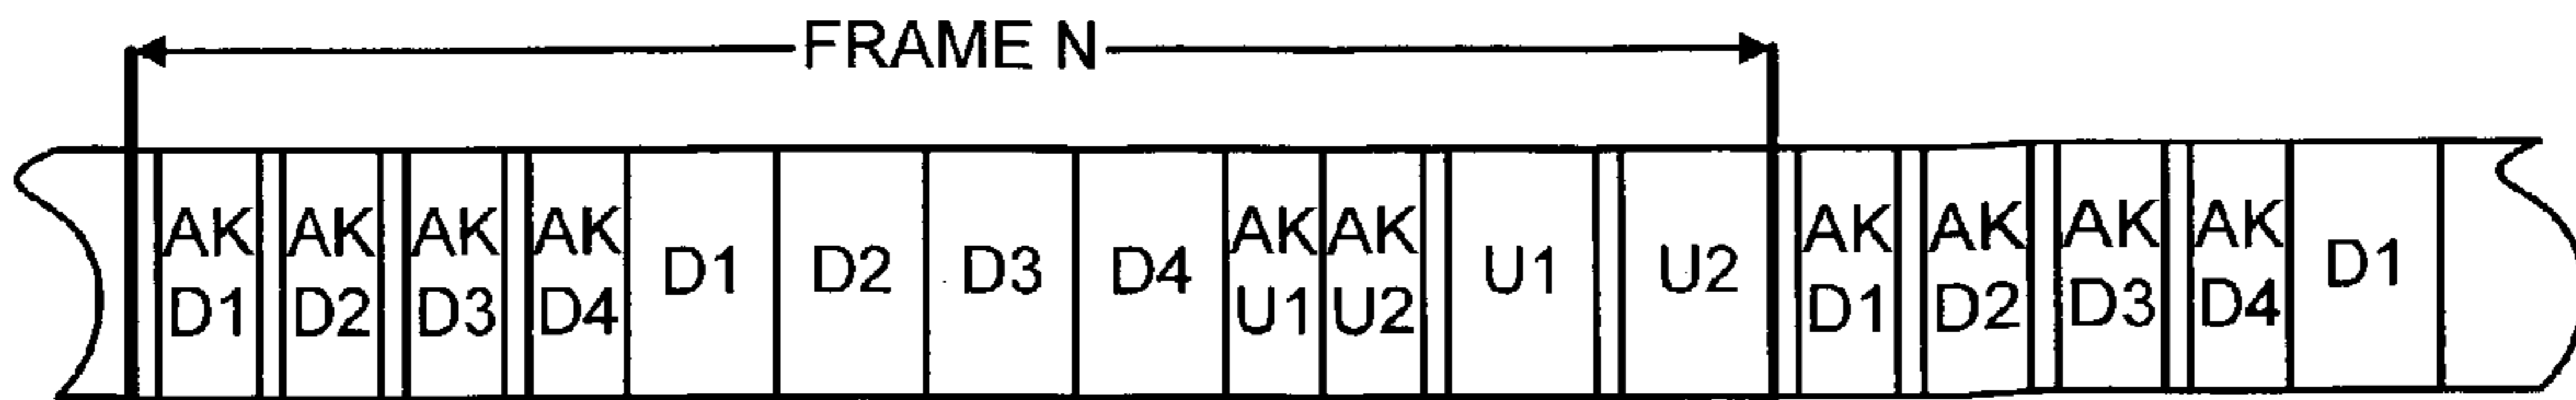 FRAME N
AK AK AK AK D1 D2 D3 D4 AK AK U1 U2 AK AK AK AK D1
D1 D2 D3 D4 U1 U2 D1 D2 D3 D4